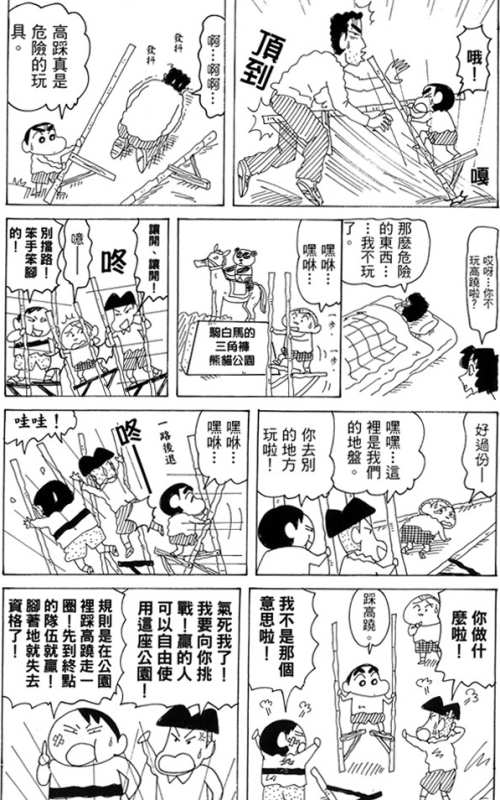 哦!
嘎
頂到
啊…啊啊…
發抖
發抖
高踩真是
危險的玩
具。
哎呀…你不
玩高蹺啦?
那麼危險
的東西…
…我不玩
了。
嘿咻…
嘿咻…
一步,一步…
騎白馬的
三角褲
熊貓公園
讓開,讓開!
咚
噫—
別擋路!
笨手笨腳
的!
好過份—
嘿嘿…這
裡是我們
的地盤。
你去別
的地方
玩啦!
嘿咻…
嘿咻…
一路後退
咚—
哇哇!
你做什
麼啦!
踩高蹺。
我不是那個
意思啦!
氣死我了!
我要向你挑
戰!贏的人
可以自由使
用這座公園!
規則是在公園
裡踩高蹺走一
圈!先到終點
的隊伍就贏!
腳著地就失去
資格了!